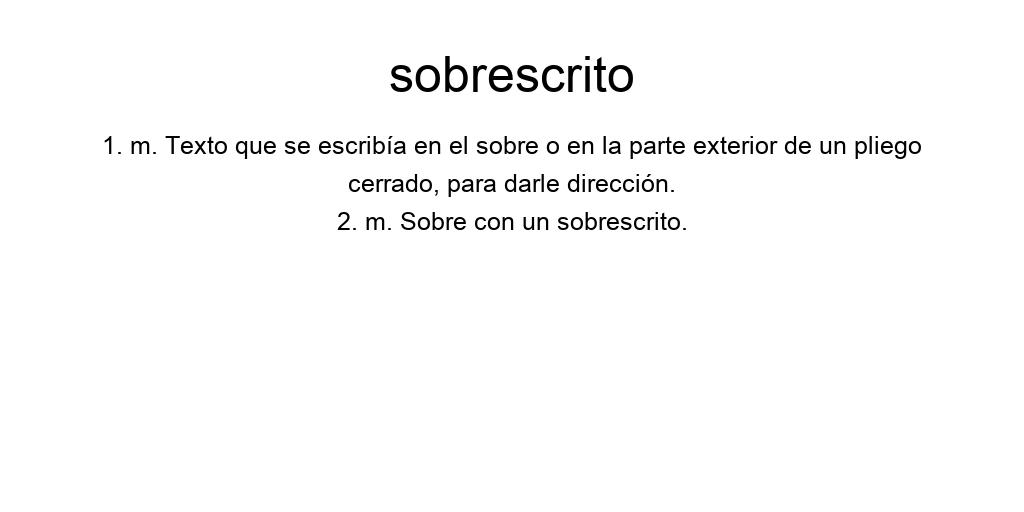 sobrescrito
1. m. Texto que se escribía en el sobre o en la parte exterior de un pliego
cerrado, para darle dirección.
2. m. Sobre con un sobrescrito.